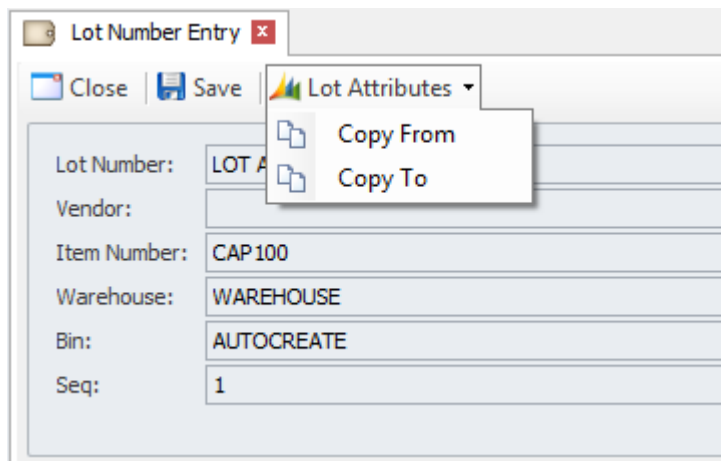 Lot Number Entry
Close Save Lot Attributes
Copy From
Copy To
Lot Number: LOT
Vendor:
Item Number: CAP100
Warehouse: WAREHOUSE
Bin: AUTOCREATE
Seq: 1